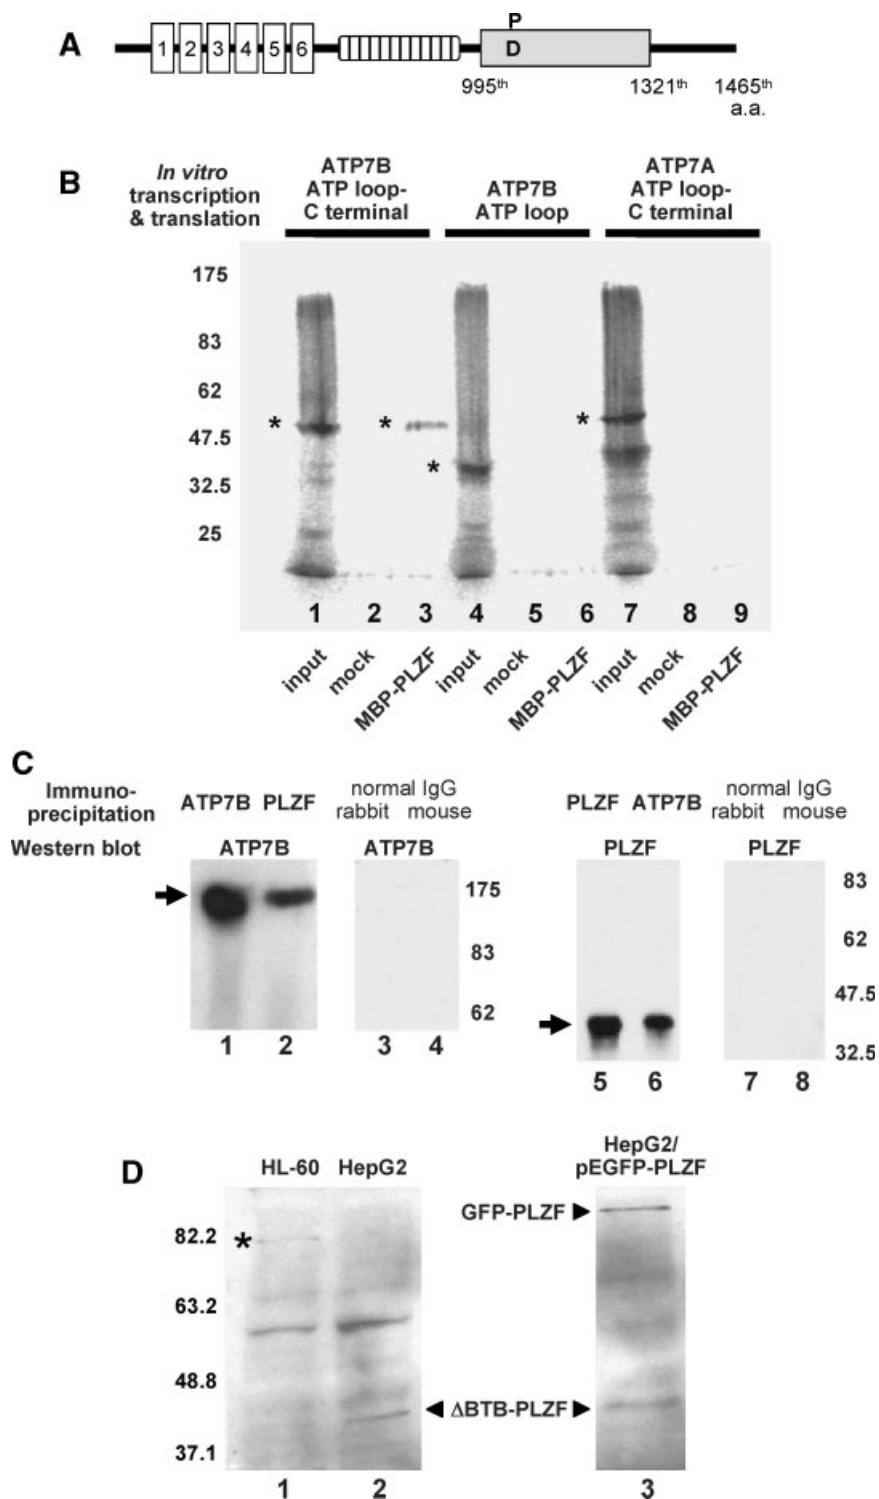 A
P
D
1 2 3 4 5 6
995th 1321th 1465th
a.a.
B
In vitro
transcription
& translation
ATP7B
ATP loop-
C terminal
ATP7B
ATP loop
ATP7A
ATP loop-
C terminal
175
83
62
47.5
32.5
25
* * * *
1 2 3 4 5 6 7 8 9
input mock MBP-PLZF input mock MBP-PLZF input mock MBP-PLZF
C
Immuno-
precipitation
ATP7B PLZF
normal IgG
rabbit mouse
PLZF ATP7B
normal IgG
rabbit mouse
Western blot
ATP7B ATP7B PLZF PLZF
175
83
62
83
62
47.5
32.5
1 2 3 4 5 6 7 8
D
HL-60 HepG2
HepG2/
pEGFP-PLZF
82.2
63.2
48.8
37.1
*
GFP-PLZF
ΔBTB-PLZF
1 2 3